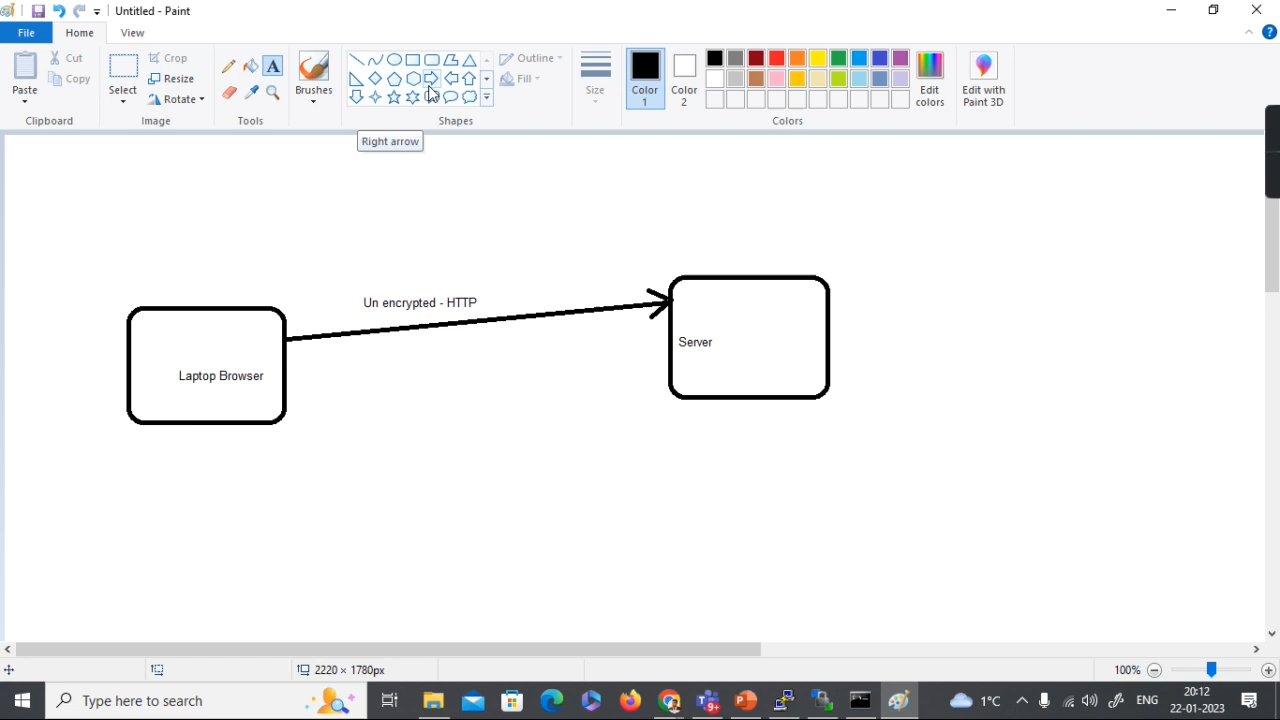 Untitled - Paint
File
Home
View
Paste
Cut
Copy
Clipboard
Select
Crop
Resize
Rotate
Image
A
Tools
Brushes
Outline
Fill
Shapes
Size
Color 1
Color 2
Edit colors
Colors
Edit with Paint 3D
Right arrow
Un encrypted - HTTP
Server
Laptop Browser
2220 × 1780px
100%
Type here to search
9+
1°C
ENG
20:12
22-01-2023